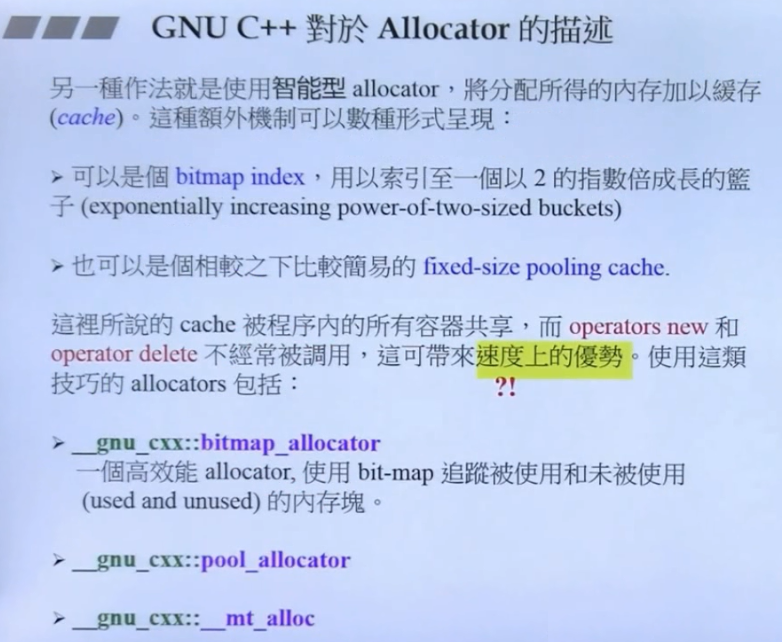 GNU C++ 對於 Allocator 的描述
另一種作法就是使用智能型 allocator，將分配所得的內存加以緩存
(cache)。這種額外機制可以數種形式呈現：
➢ 可以是個 bitmap index，用以索引至一個以 2 的指數倍成長的籃
子 (exponentially increasing power-of-two-sized buckets)
➢ 也可以是個相較之下比較簡易的 fixed-size pooling cache.
這裡所說的 cache 被程序內的所有容器共享，而 operators new 和
operator delete 不經常被調用，這可帶來速度上的優勢。使用這類
技巧的 allocators 包括：
?!
➢ __gnu_cxx::bitmap_allocator
一個高效能 allocator, 使用 bit-map 追蹤被使用和未被使用
(used and unused) 的內存塊。
➢ __gnu_cxx::pool_allocator
➢ __gnu_cxx::__mt_alloc